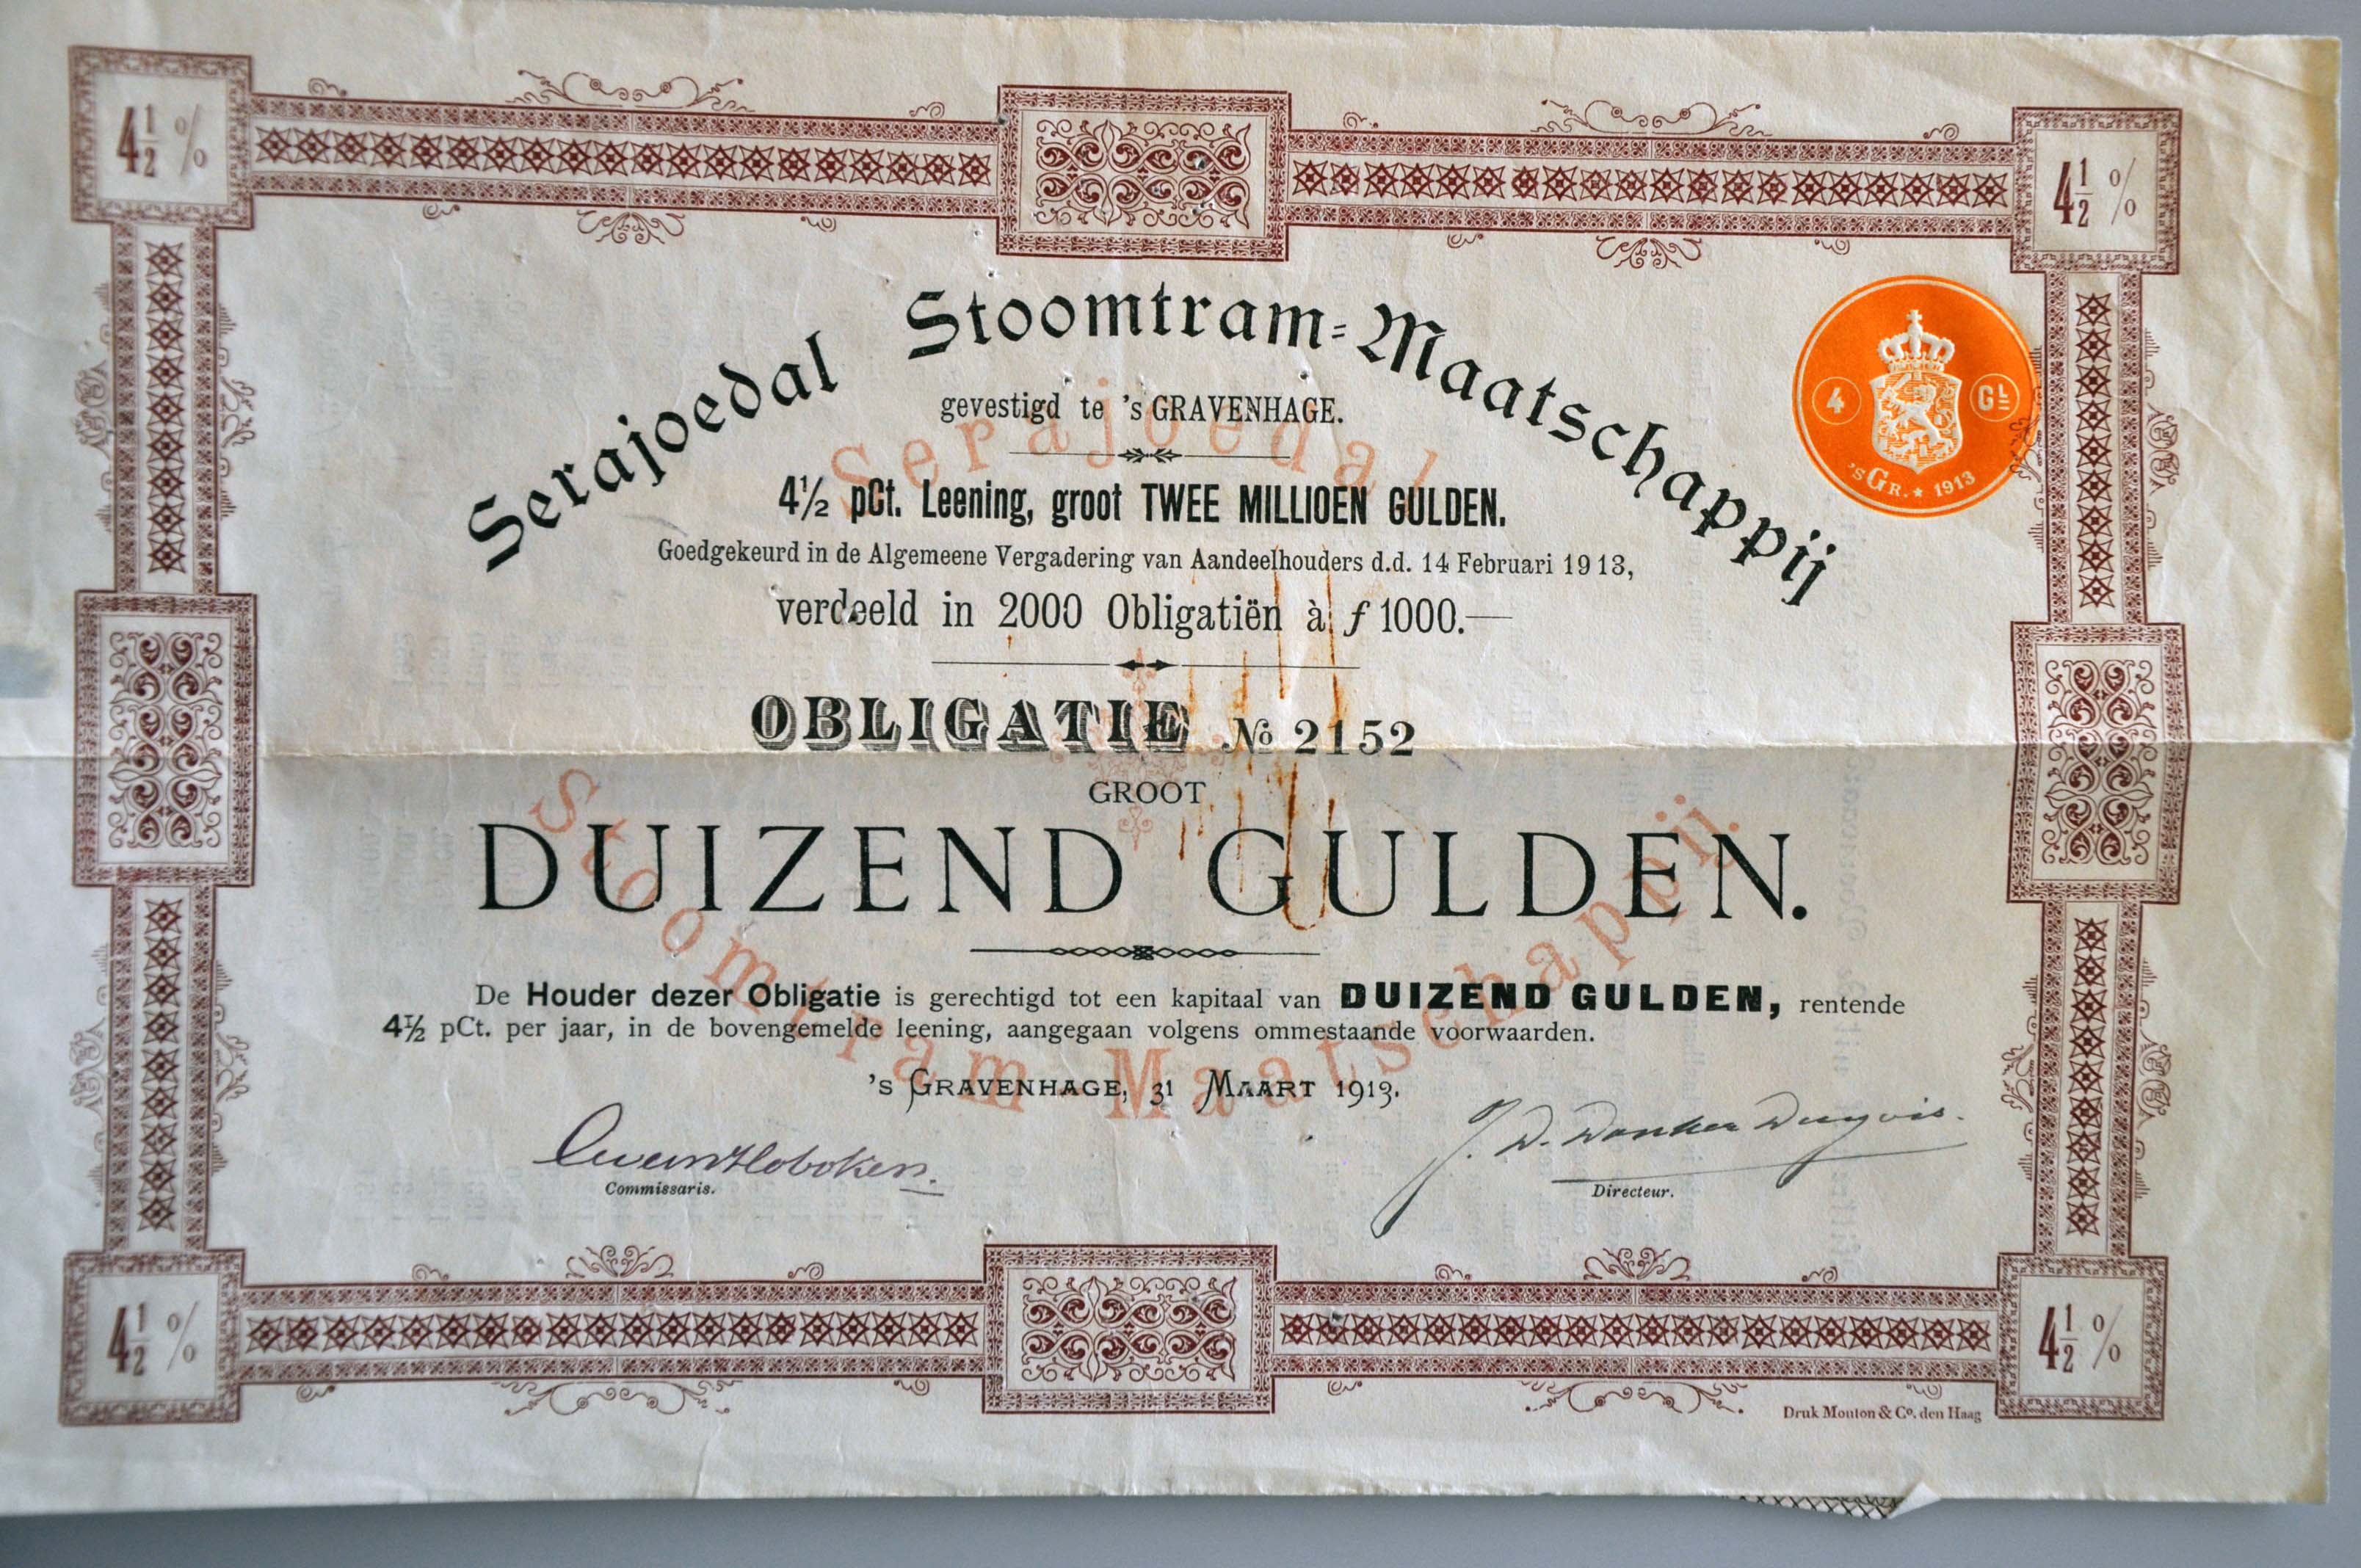 4½ %
4½ %
Serajoedal Stoomtram-Maatschappij
gevestigd te 's GRAVENHAGE.
4 GL
'SGR. ★ 1913
Serajoedal
4½ pCt. Leening, groot TWEE MILLIOEN GULDEN.
Goedgekeurd in de Algemeene Vergadering van Aandeelhouders d.d. 14 Februari 1913,
verdeeld in 2000 Obligatiën à f 1000.—
OBLIGATIE No 2152
GROOT
DUIZEND GULDEN.
Stoomtram-Maatschappij.
De Houder dezer Obligatie is gerechtigd tot een kapitaal van DUIZEND GULDEN, rentende
4½ pCt. per jaar, in de bovengemelde leening, aangegaan volgens ommestaande voorwaarden.
's GRAVENHAGE, 31 MAART 1913.
J. D. Donker Duyvis.
Commissaris.
Directeur.
4½ %
4½ %
Druk Mouton & Co. den Haag